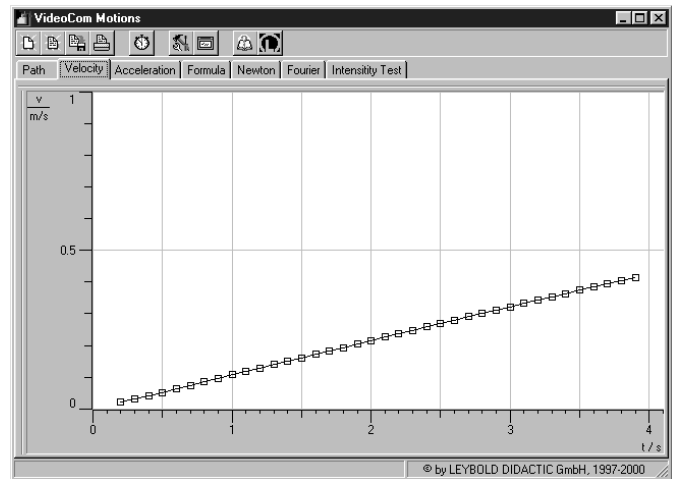 VideoCom Motions
Path Velocity Acceleration Formula Newton Fourier Intensitity Test
v 1
m/s
0.5
0
0 1 2 3 4
t / s
© by LEYBOLD DIDACTIC GmbH, 1997-2000